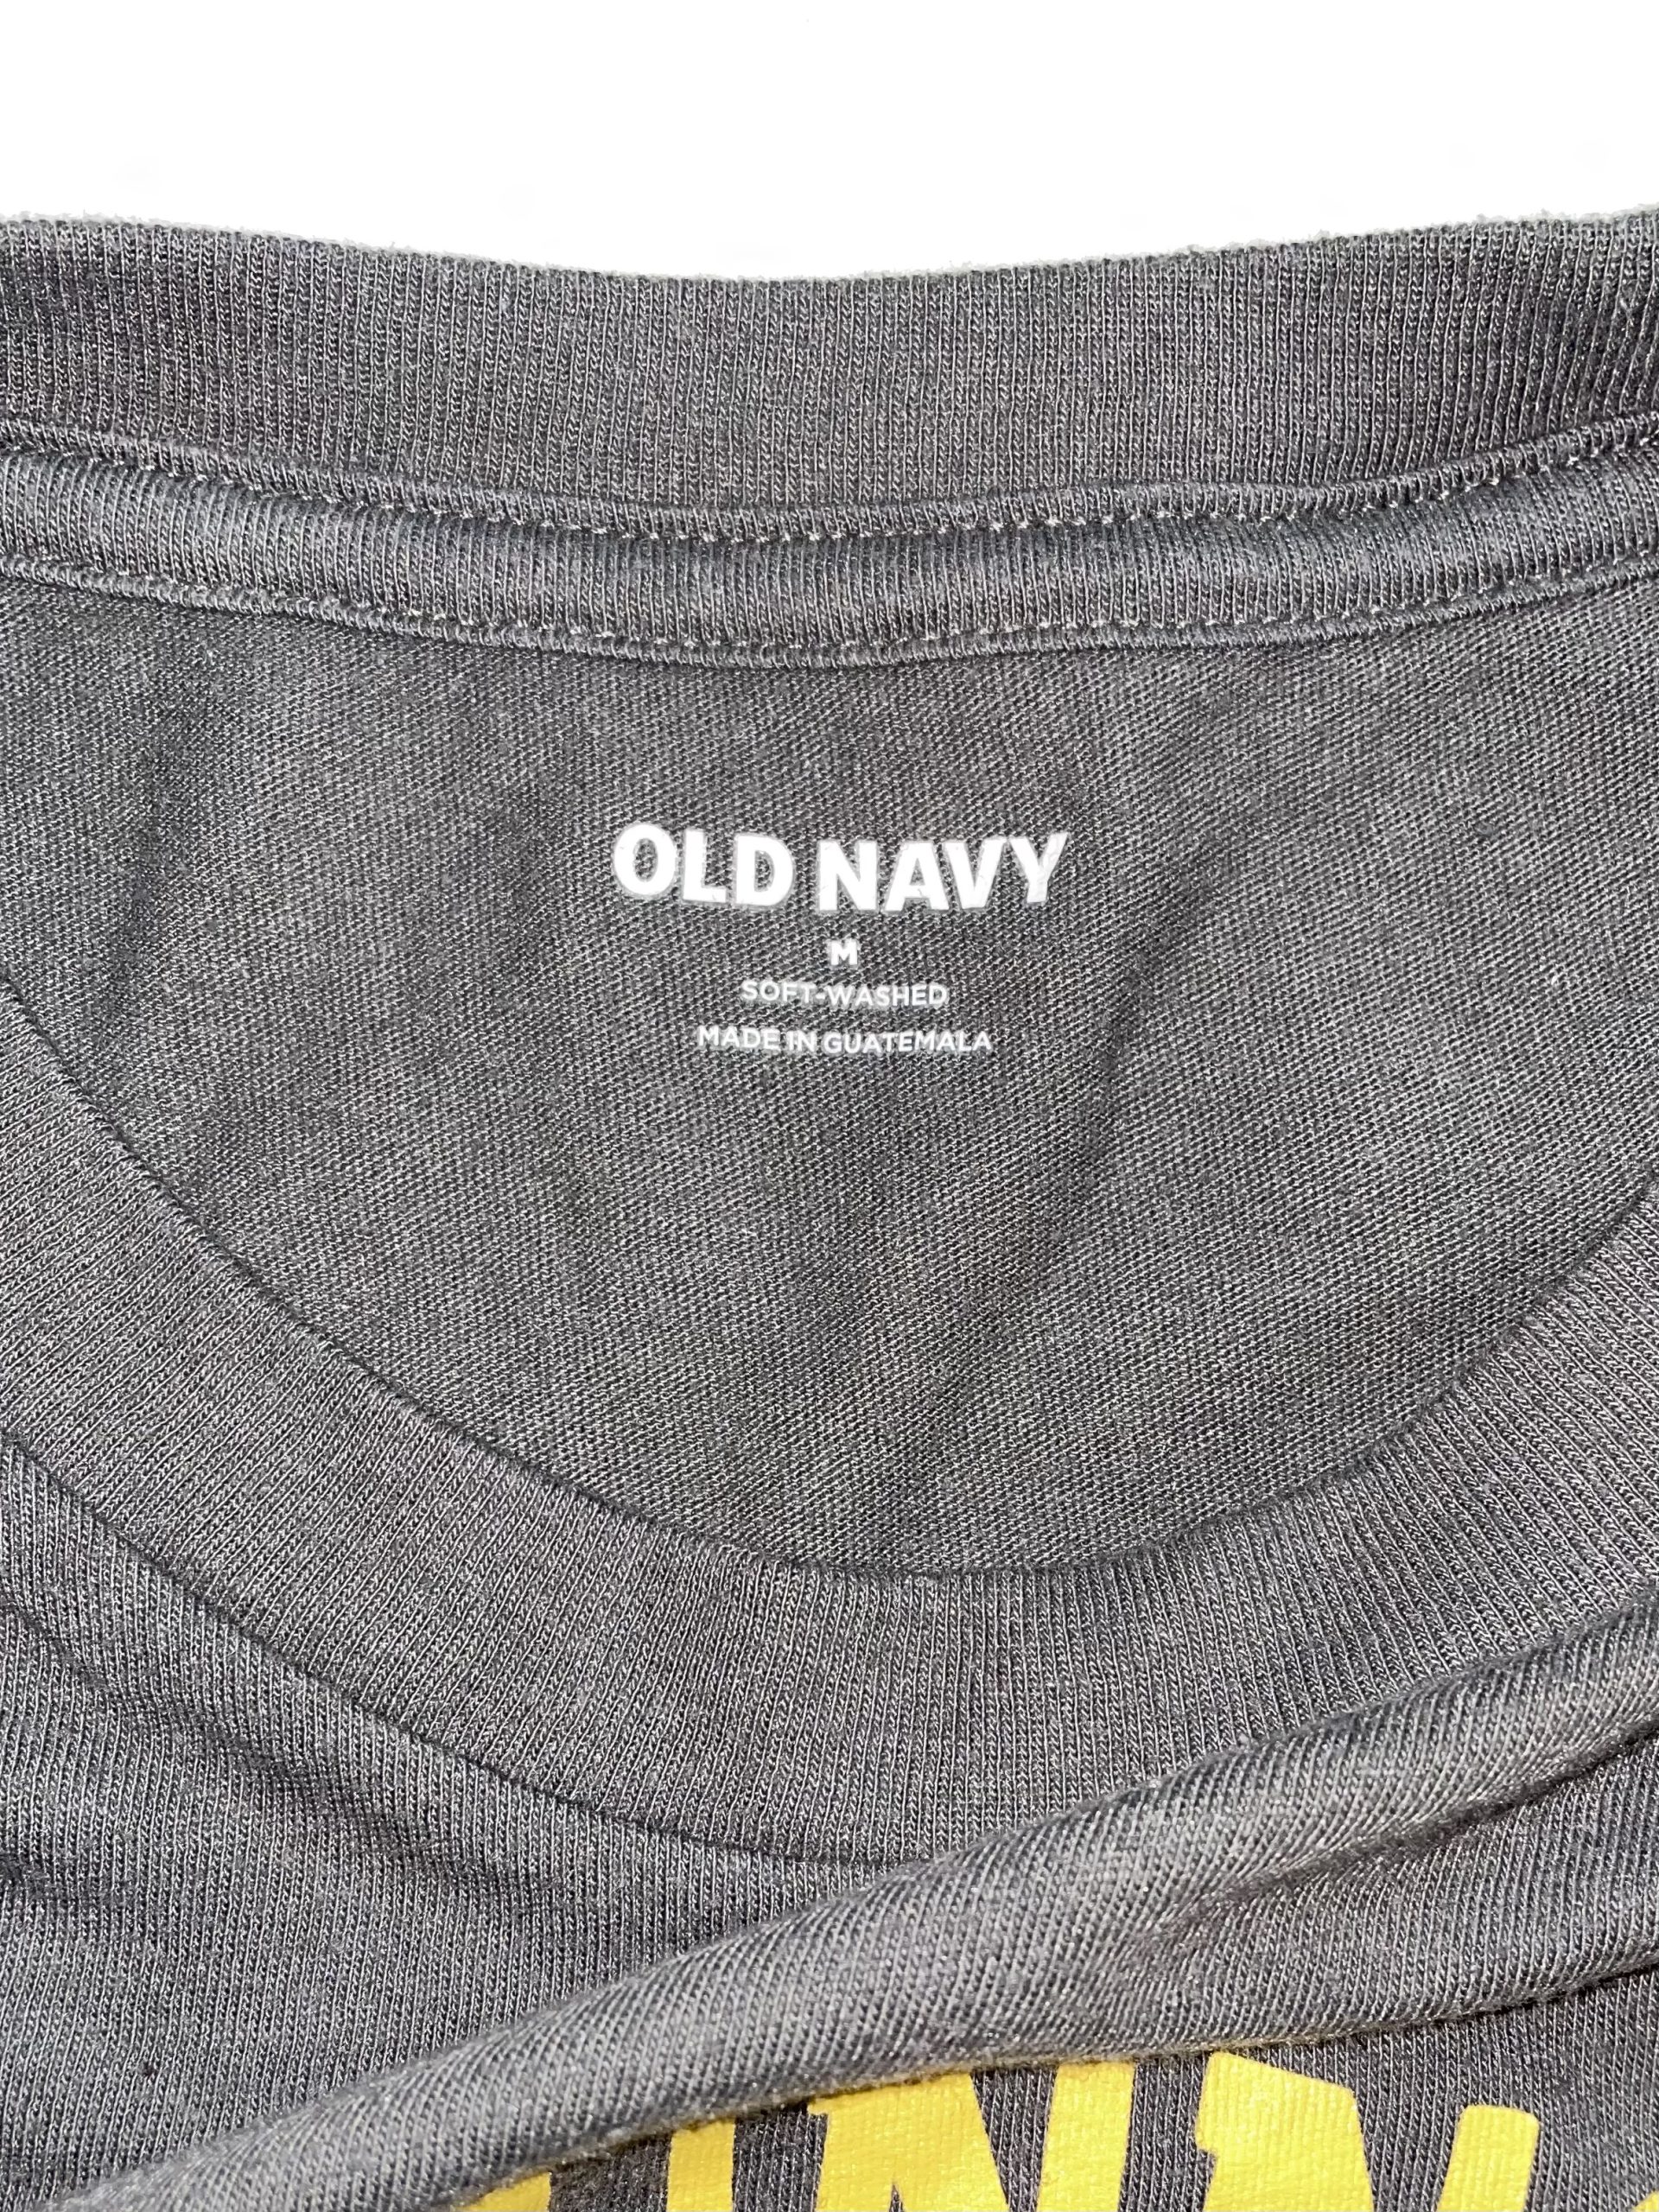 OLD NAVY
M
SOFT-WASHED
MADE IN GUATEMALA